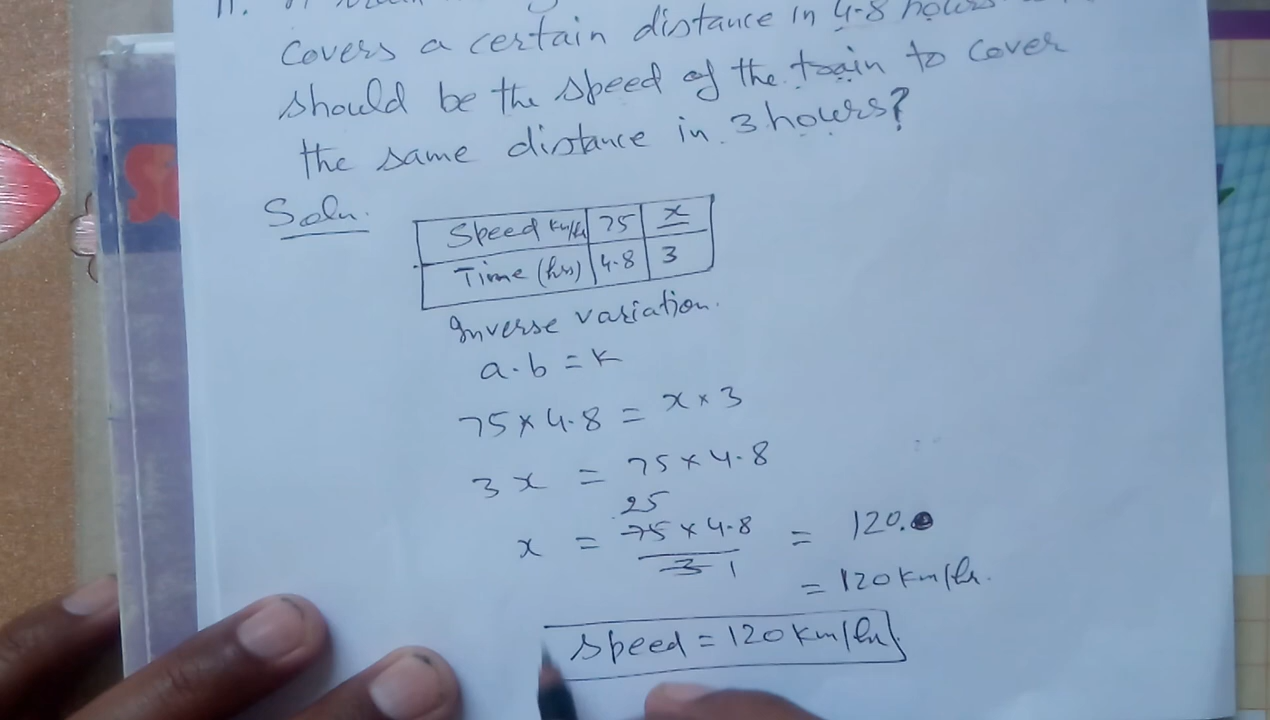 11.
covers a certain distance in 4.8 hours
should be the speed of the train to cover
the same distance in 3 hours?
Soln.
Speed km/h 75 x
Time (hrs) 4.8 3
Inverse variation.
a.b = k
75 × 4.8 = x × 3
3x = 75 × 4.8
25
x = 75 × 4.8 = 120.
3 1
= 120 km/hr.
Speed = 120 km/hr.